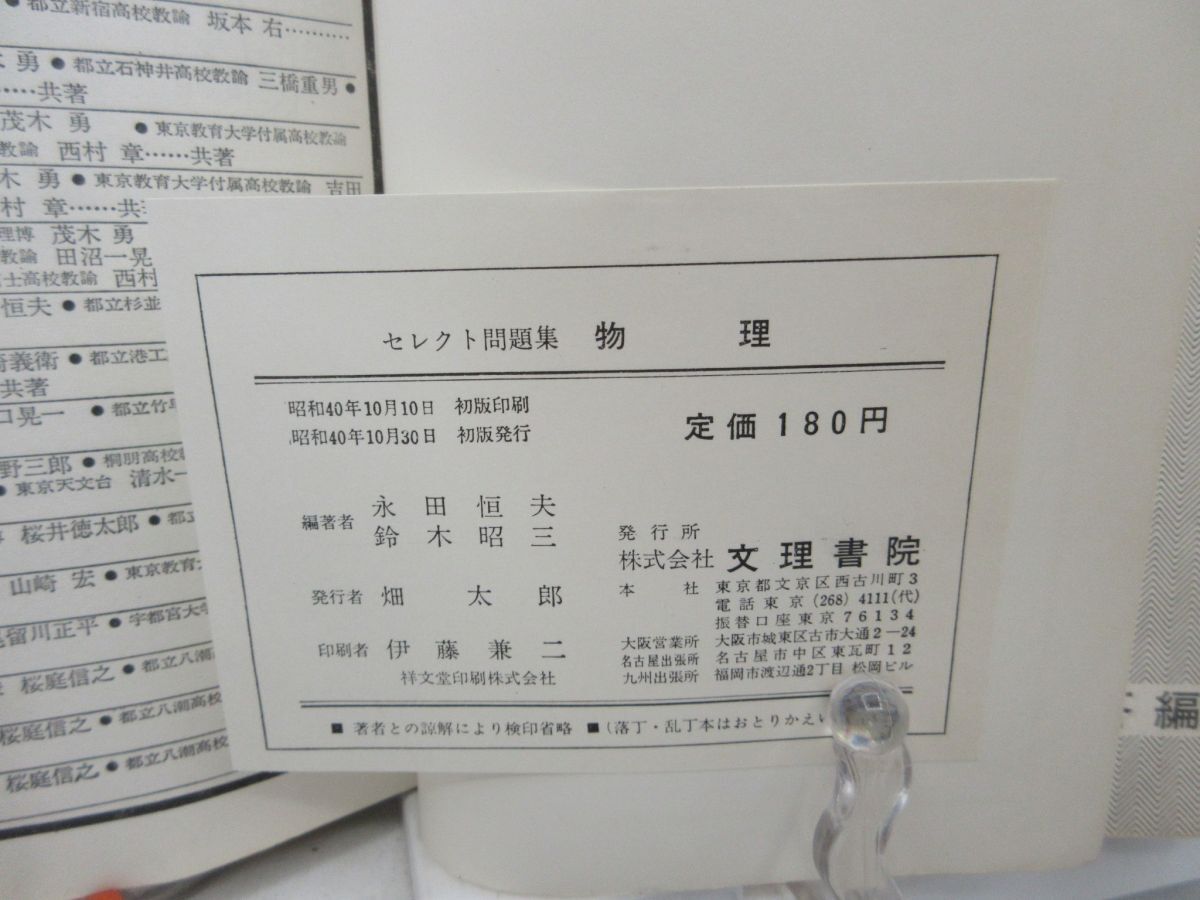 都立新宿高校教諭 坂本 右…………
勇 ● 都立石神井高校教諭 三橋重男 ●
……共著
茂木 勇 ● 東京教育大学付属高校教諭
教諭 西村 章……共著
木 勇 ● 東京教育大学付属高校教諭 吉田
村 章……共
理博 茂木 勇
教諭 田沼一晃
士高校教諭 西村
恒夫 ● 都立杉並
義衛 ● 都立港工
共著
口晃一 ● 都立竹
野三郎 ● 桐朋高校
● 東京天文台 清水一
桜井徳太郎 ● 都立
山崎 宏 ● 東京教育
留川正平 ● 宇都宮大学
桜庭信之 ● 都立八潮高
桜庭信之 ● 都立八潮高校
桜庭信之 ● 都立八潮高校
セレクト問題集 物 理
昭和40年10月10日 初版印刷
昭和40年10月30日 初版発行
定価180円
編著者 永田恒夫
鈴木昭三
発行者 畑太郎
印刷者 伊藤兼二
祥文堂印刷株式会社
発行所
株式会社 文理書院
本社 東京都文京区西古川町3
電話東京(268)4111(代)
振替口座東京76134
大阪営業所 大阪市城東区古市大通2―24
名古屋出張所 名古屋市中区東瓦町12
九州出張所 福岡市渡辺通2丁目 松岡ビル
■ 著者との諒解により検印省略 ■ (落丁・乱丁本はおとりかえい
編